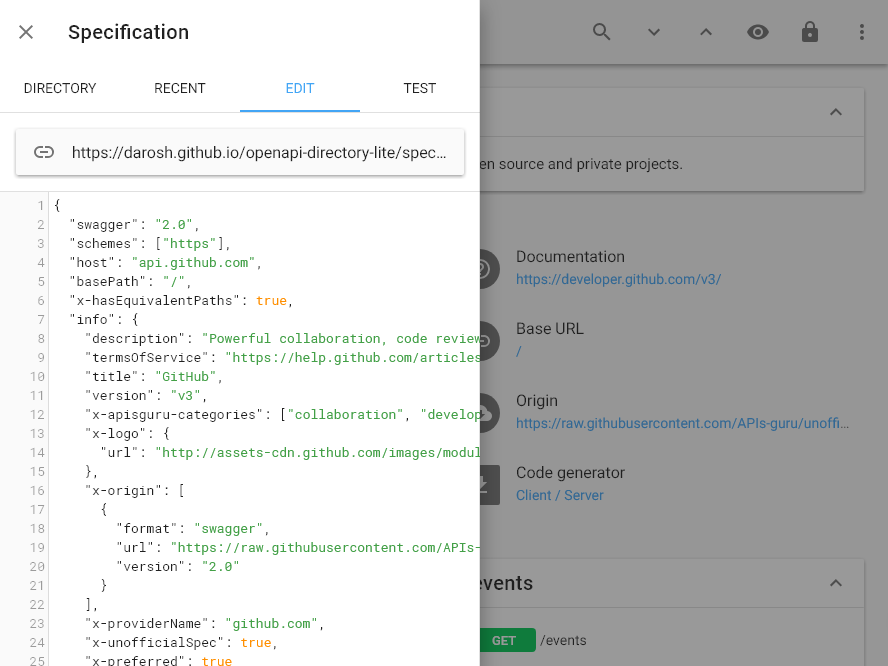 Specification
DIRECTORY RECENT EDIT TEST
https://darosh.github.io/openapi-directory-lite/spec...
1 {
2 "swagger": "2.0",
3 "schemes": ["https"],
4 "host": "api.github.com",
5 "basePath": "/",
6 "x-hasEquivalentPaths": true,
7 "info": {
8 "description": "Powerful collaboration, code review
9 "termsOfService": "https://help.github.com/articles
10 "title": "GitHub",
11 "version": "v3",
12 "x-apisguru-categories": ["collaboration", "develop
13 "x-logo": {
14 "url": "http://assets-cdn.github.com/images/modul
15 },
16 "x-origin": [
17 {
18 "format": "swagger",
19 "url": "https://raw.githubusercontent.com/APIs-
20 "version": "2.0"
21 }
22 ],
23 "x-providerName": "github.com",
24 "x-unofficialSpec": true,
25 "x-preferred": true
en source and private projects.
Documentation
https://developer.github.com/v3/
Base URL
/
Origin
https://raw.githubusercontent.com/APIs-guru/unoffi...
Code generator
Client / Server
events
GET /events